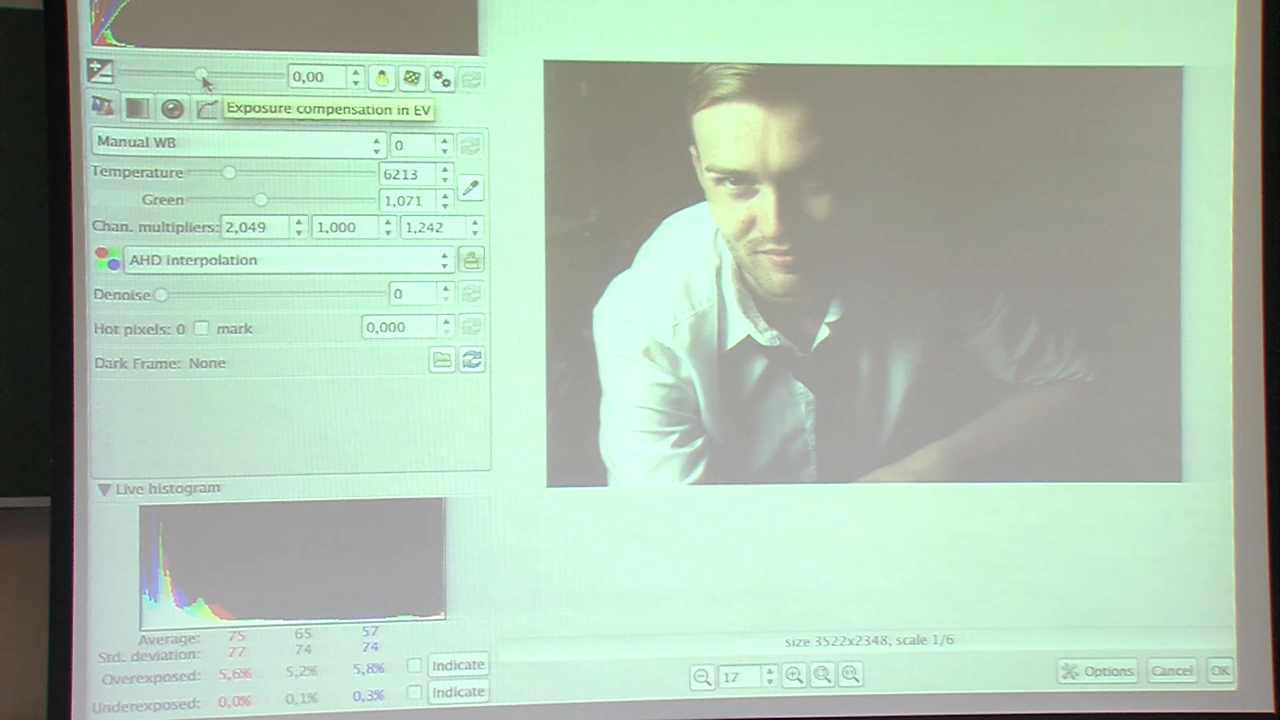 0,00
Exposure compensation in EV
Manual WB 0
Temperature 6213
Green 1,071
Chan. multipliers: 2,049 1,000 1,242
AHD interpolation
Denoise 0
Hot pixels: 0 mark 0,000
Dark Frame: None
Live histogram
Average: 75 65 57
Std. deviation: 77 74 74
Overexposed: 5,6% 5,2% 5,8% Indicate
Underexposed: 0,0% 0,1% 0,3% Indicate
size 3522x2348, scale 1/6
17 Options Cancel OK